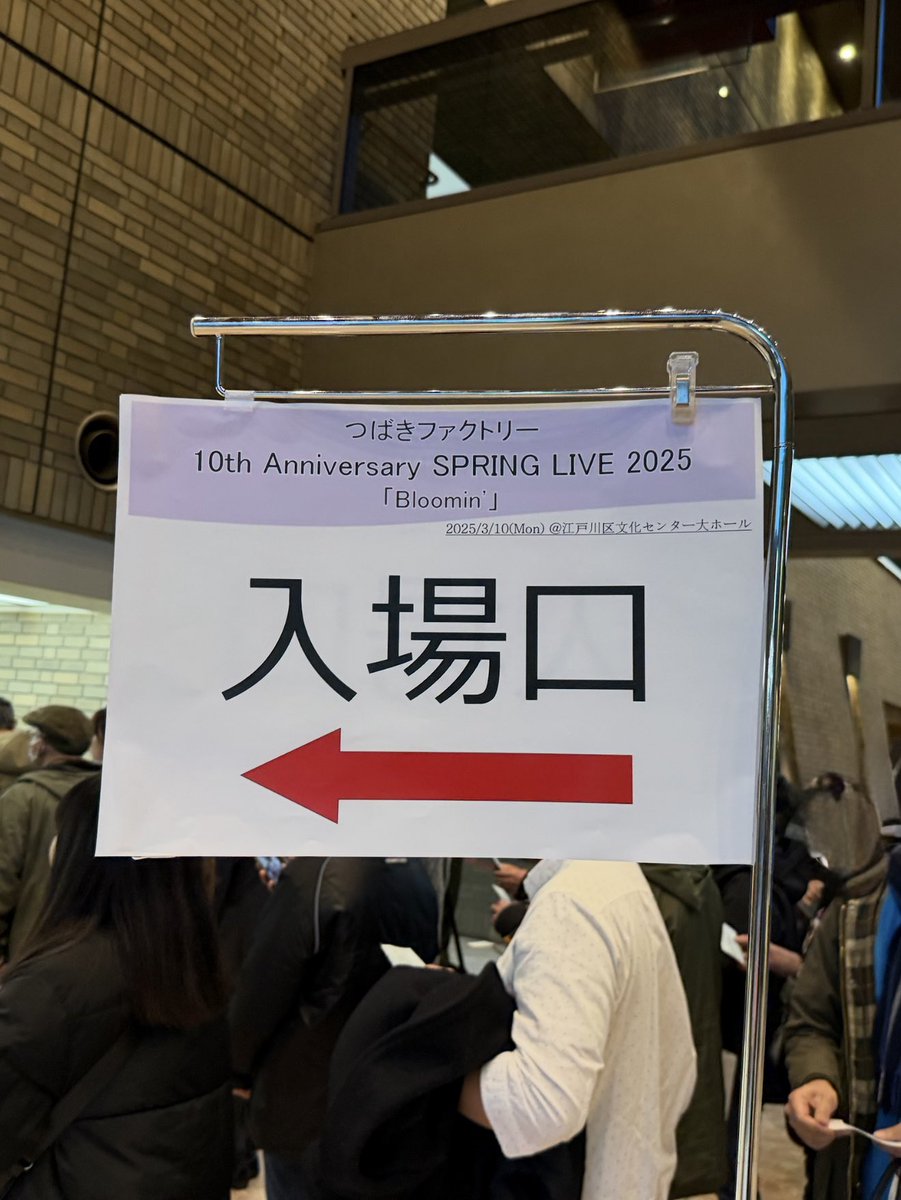 つばきファクトリー
10th Anniversary SPRING LIVE 2025
「Bloomin'」
2025/3/10(Mon) @江戸川区文化センター大ホール
入場口